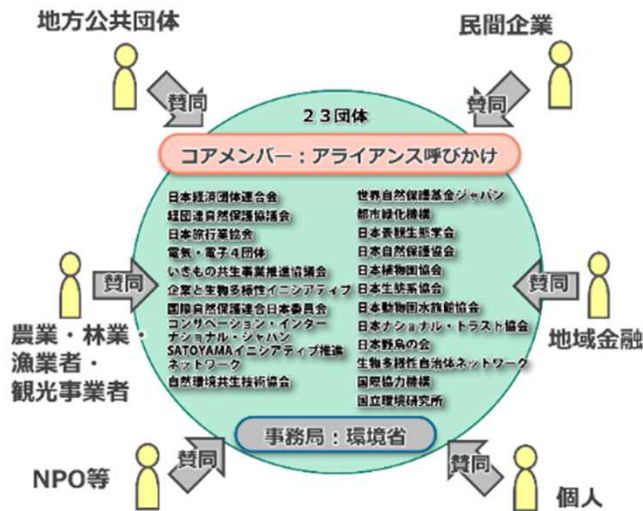 地方公共団体
民間企業
賛同
賛同
23団体
コアメンバー：アライアンス呼びかけ
日本経済団体連合会
経団連自然保護協議会
日本旅行業協会
電気・電子4団体
いきもの共生事業推進協議会
企業と生物多様性イニシアティブ
国際自然保護連合日本委員会
コンサベーション・インター
ナショナル・ジャパン
SATOYAMAイニシアティブ推進
ネットワーク
自然環境共生技術協会
世界自然保護基金ジャパン
都市緑化機構
日本景観生態学会
日本自然保護協会
日本植物園協会
日本生態系協会
日本動物園水族館協会
日本ナショナル・トラスト協会
日本野鳥の会
生物多様性自治体ネットワーク
国際協力機構
国立環境研究所
賛同
農業・林業・
漁業者・
観光事業者
賛同
地域金融
事務局：環境省
賛同
NPO等
賛同
個人